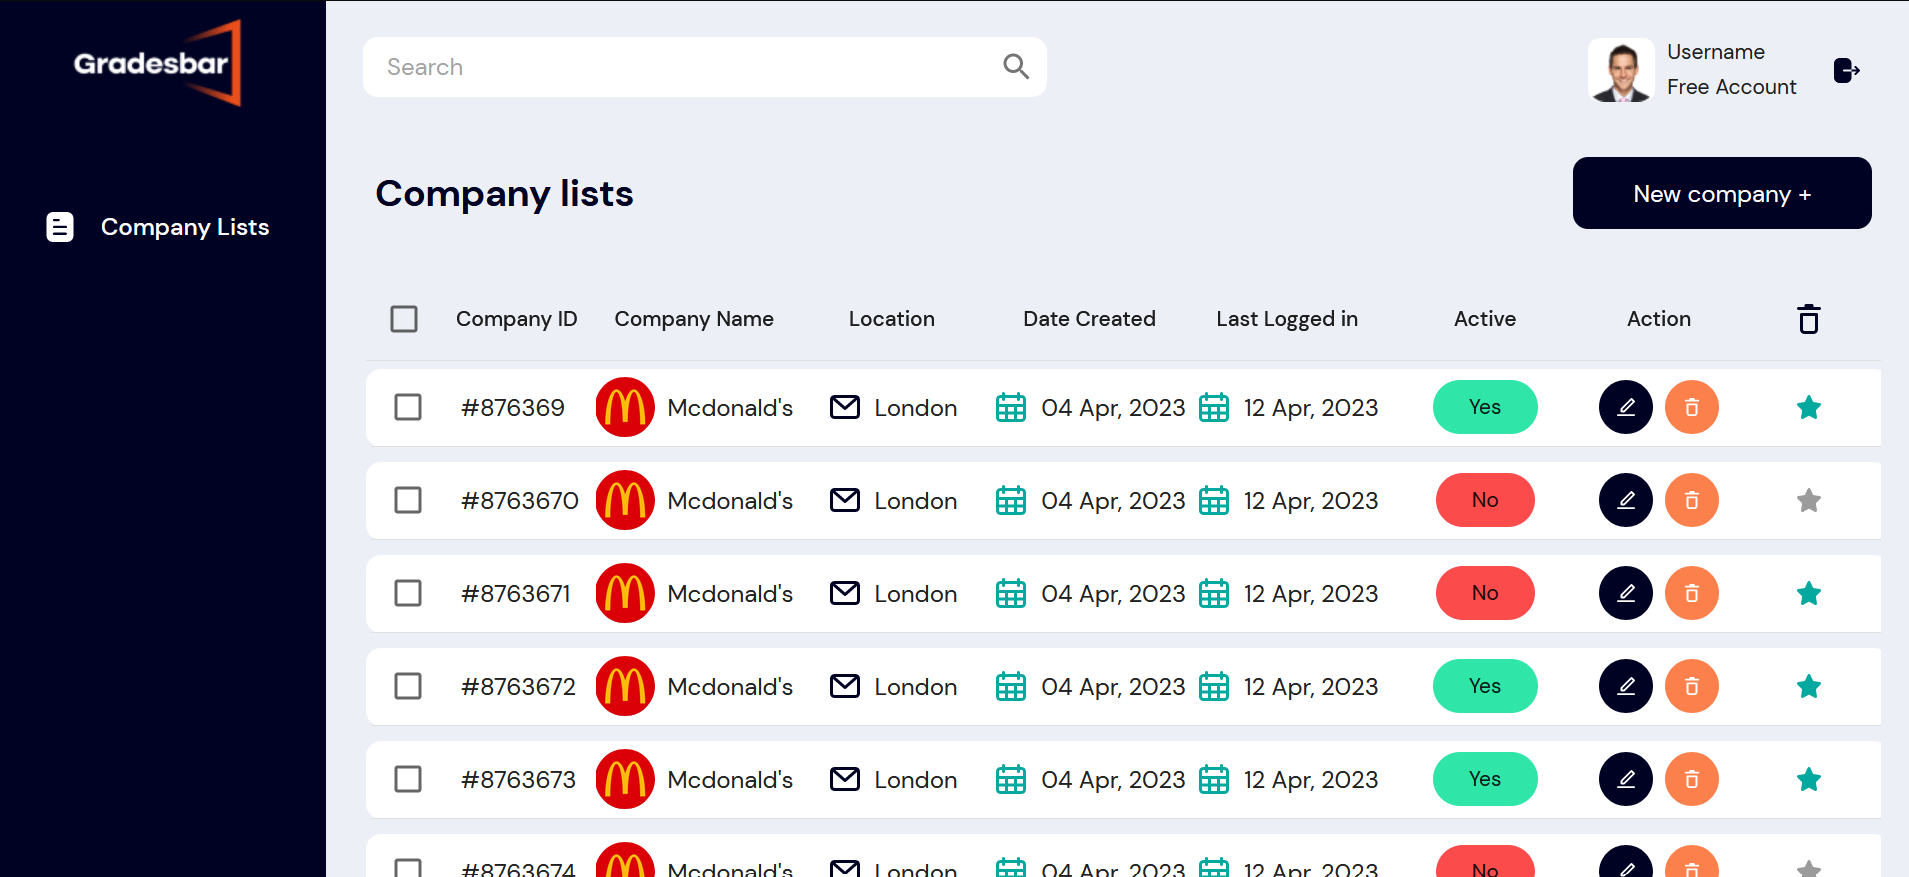 Gradesbar
Search
Username
Free Account
Company Lists
Company lists
New company +
Company ID Company Name Location Date Created Last Logged in Active Action
#876369 Mcdonald's London 04 Apr, 2023 12 Apr, 2023 Yes
#8763670 Mcdonald's London 04 Apr, 2023 12 Apr, 2023 No
#8763671 Mcdonald's London 04 Apr, 2023 12 Apr, 2023 No
#8763672 Mcdonald's London 04 Apr, 2023 12 Apr, 2023 Yes
#8763673 Mcdonald's London 04 Apr, 2023 12 Apr, 2023 Yes
#8763674 Mcdonald's London 04 Apr, 2023 12 Apr, 2023 No